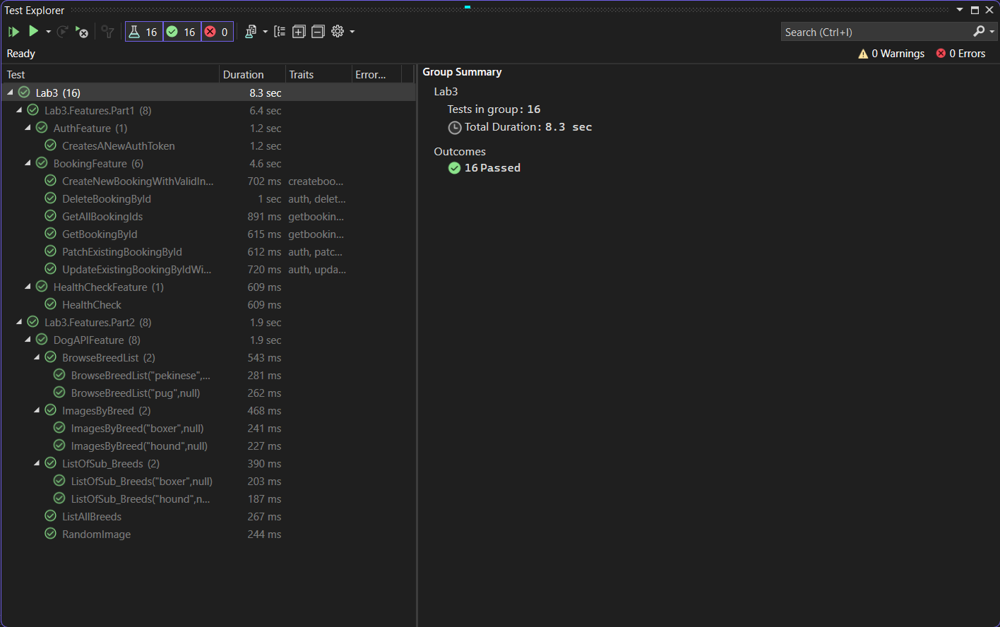 Test Explorer
16 16 0
Search (Ctrl+I)
Ready
0 Warnings 0 Errors
Test Duration Traits Error...
Lab3 (16) 8.3 sec
Lab3.Features.Part1 (8) 6.4 sec
AuthFeature (1) 1.2 sec
CreatesANewAuthToken 1.2 sec
BookingFeature (6) 4.6 sec
CreateNewBookingWithValidIn... 702 ms createboo...
DeleteBookingById 1 sec auth, delet...
GetAllBookingIds 891 ms getbookin...
GetBookingById 615 ms getbookin...
PatchExistingBookingById 612 ms auth, patc...
UpdateExistingBookingByIdWi... 720 ms auth, upda...
HealthCheckFeature (1) 609 ms
HealthCheck 609 ms
Lab3.Features.Part2 (8) 1.9 sec
DogAPIFeature (8) 1.9 sec
BrowseBreedList (2) 543 ms
BrowseBreedList("pekinese",... 281 ms
BrowseBreedList("pug",null) 262 ms
ImagesByBreed (2) 468 ms
ImagesByBreed("boxer",null) 241 ms
ImagesByBreed("hound",null) 227 ms
ListOfSub_Breeds (2) 390 ms
ListOfSub_Breeds("boxer",null) 203 ms
ListOfSub_Breeds("hound",n... 187 ms
ListAllBreeds 267 ms
RandomImage 244 ms
Group Summary
Lab3
Tests in group: 16
Total Duration: 8.3 sec
Outcomes
16 Passed